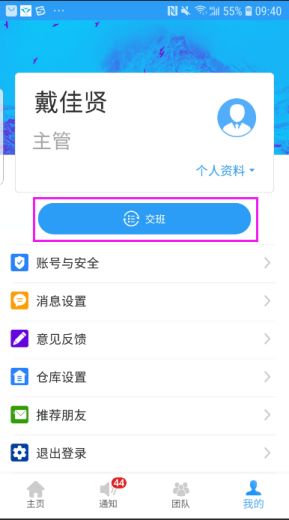 55% 09:40
戴佳贤
主管
个人资料
交班
账号与安全
消息设置
意见反馈
仓库设置
推荐朋友
退出登录
44
主页 通知 团队 我的